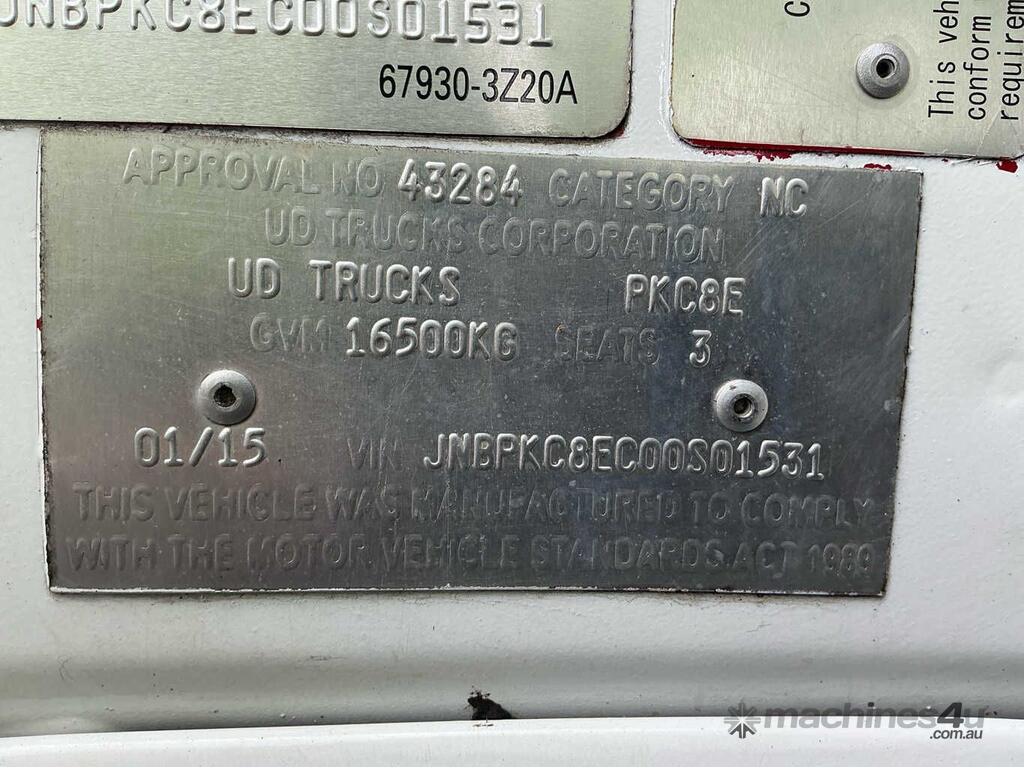 JNBPKC8EC00S01531
67930-3Z20A
C
This veh
conform
requirem
APPROVAL NO 43284 CATEGORY NC
UD TRUCKS CORPORATION
UD TRUCKS PKC8E
GVM 16500KG SEATS 3
01/15 VIN JNBPKC8EC00S01531
THIS VEHICLE WAS MANUFACTURED TO COMPLY
WITH THE MOTOR VEHICLE STANDARDS ACT 1989
machines4u
.com.au